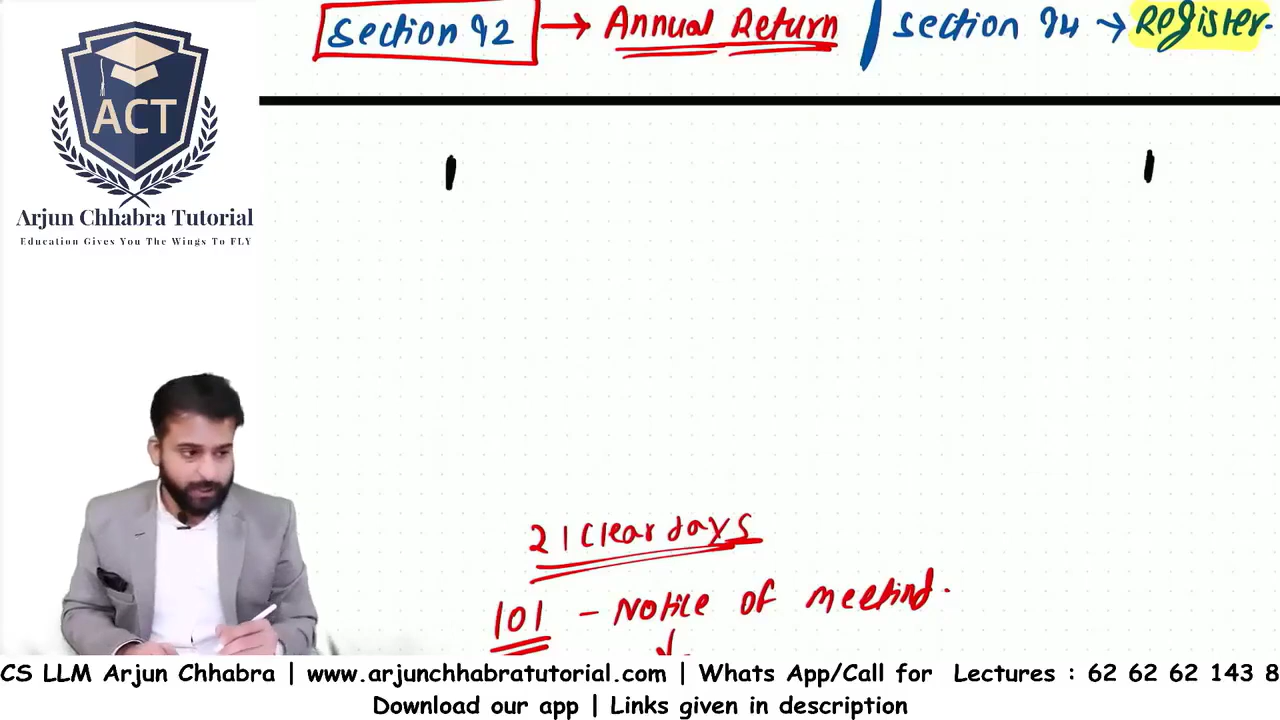 Section 92 → Annual Return / Section 94 → Register.
ACT
Arjun Chhabra Tutorial
Education Gives You The Wings To FLY
21 Clear days
101 - Notice of meeting.
CS LLM Arjun Chhabra | www.arjunchhabratutorial.com | Whats App/Call for Lectures : 62 62 62 143 8
Download our app | Links given in description